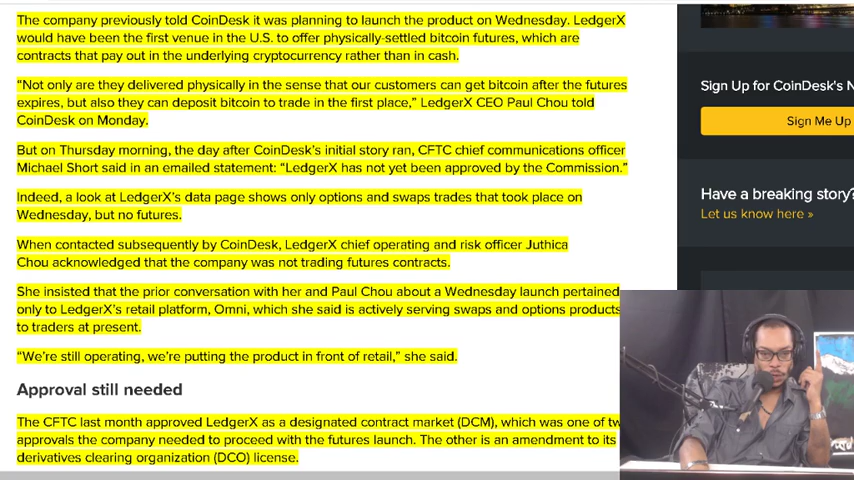 The company previously told CoinDesk it was planning to launch the product on Wednesday. LedgerX
would have been the first venue in the U.S. to offer physically-settled bitcoin futures, which are
contracts that pay out in the underlying cryptocurrency rather than in cash.
“Not only are they delivered physically in the sense that our customers can get bitcoin after the futures
expires, but also they can deposit bitcoin to trade in the first place,” LedgerX CEO Paul Chou told
CoinDesk on Monday.
But on Thursday morning, the day after CoinDesk’s initial story ran, CFTC chief communications officer
Michael Short said in an emailed statement: “LedgerX has not yet been approved by the Commission.”
Indeed, a look at LedgerX’s data page shows only options and swaps trades that took place on
Wednesday, but no futures.
When contacted subsequently by CoinDesk, LedgerX chief operating and risk officer Juthica
Chou acknowledged that the company was not trading futures contracts.
She insisted that the prior conversation with her and Paul Chou about a Wednesday launch pertained
only to LedgerX’s retail platform, Omni, which she said is actively serving swaps and options products
to traders at present.
“We’re still operating, we’re putting the product in front of retail,” she said.
Approval still needed
The CFTC last month approved LedgerX as a designated contract market (DCM), which was one of
approvals the company needed to proceed with the futures launch. The other is an amendment to its
derivatives clearing organization (DCO) license.
Sign Up for CoinDesk's
Sign Me Up
Have a breaking story?
Let us know here »